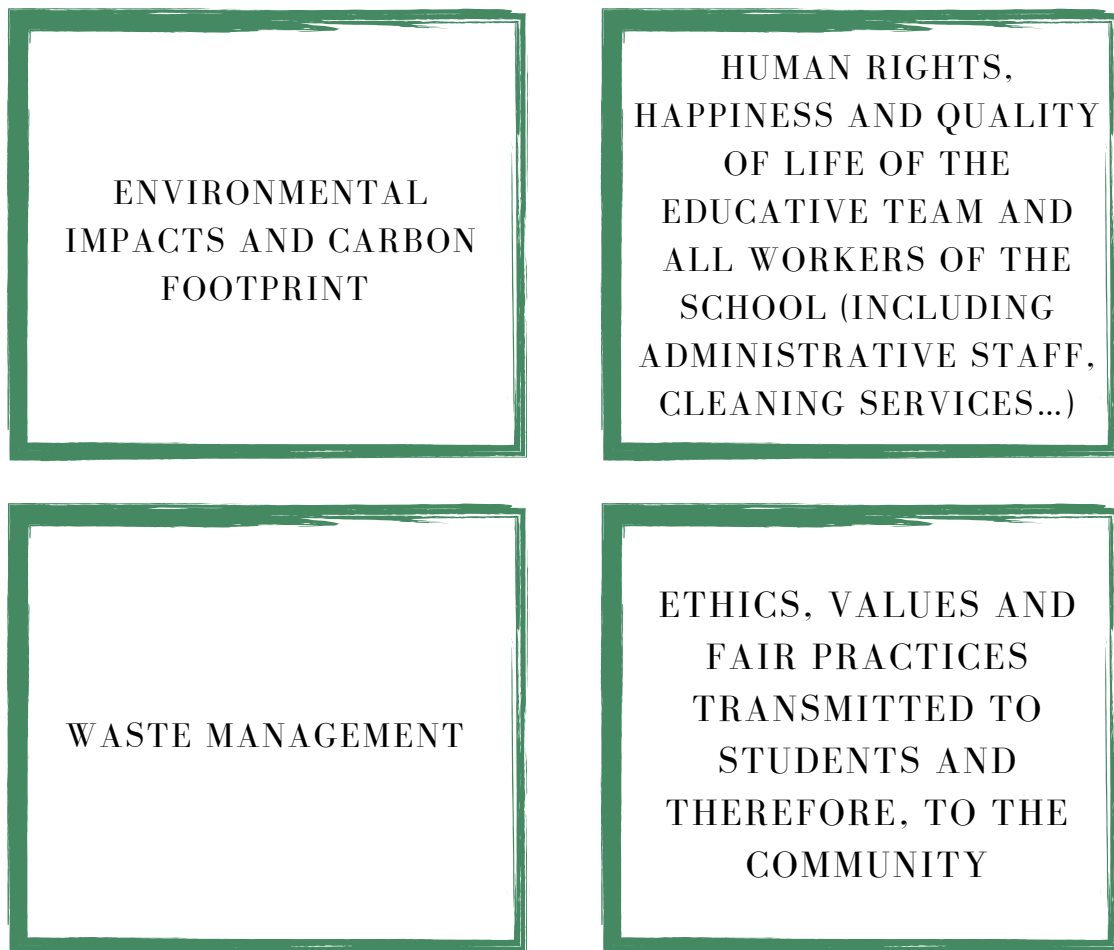 ENVIRONMENTAL
IMPACTS AND CARBON
FOOTPRINT
HUMAN RIGHTS,
HAPPINESS AND QUALITY
OF LIFE OF THE
EDUCATIVE TEAM AND
ALL WORKERS OF THE
SCHOOL (INCLUDING
ADMINISTRATIVE STAFF,
CLEANING SERVICES...)
WASTE MANAGEMENT
ETHICS, VALUES AND
FAIR PRACTICES
TRANSMITTED TO
STUDENTS AND
THEREFORE, TO THE
COMMUNITY